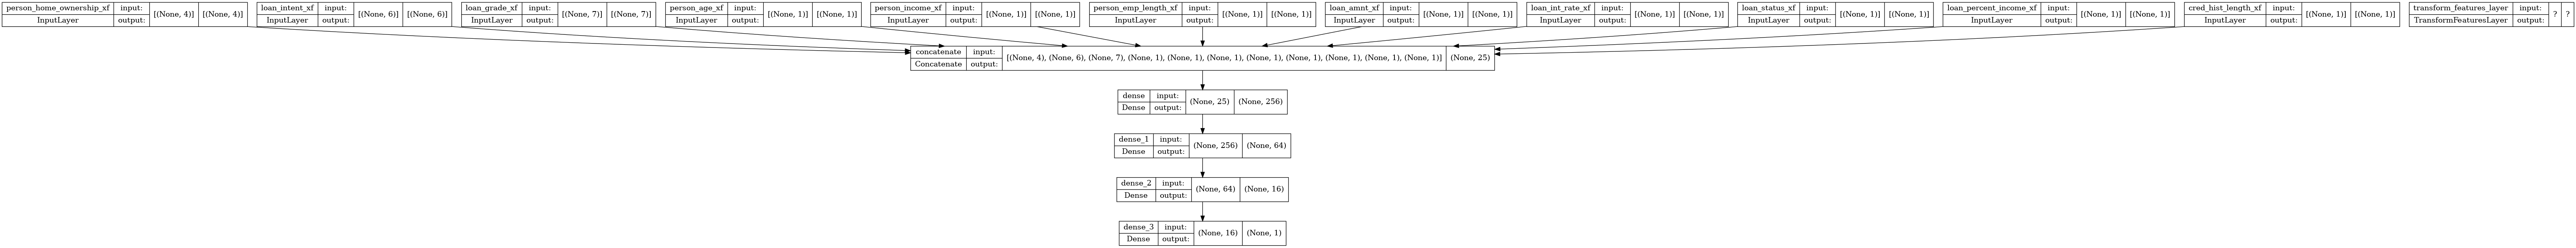 person_home_ownership_xf input: [(None, 4)] [(None, 4)]
InputLayer output:
loan_intent_xf input: [(None, 6)] [(None, 6)]
InputLayer output:
loan_grade_xf input: [(None, 7)] [(None, 7)]
InputLayer output:
person_age_xf input: [(None, 1)] [(None, 1)]
InputLayer output:
person_income_xf input: [(None, 1)] [(None, 1)]
InputLayer output:
person_emp_length_xf input: [(None, 1)] [(None, 1)]
InputLayer output:
loan_amnt_xf input: [(None, 1)] [(None, 1)]
InputLayer output:
loan_int_rate_xf input: [(None, 1)] [(None, 1)]
InputLayer output:
loan_status_xf input: [(None, 1)] [(None, 1)]
InputLayer output:
loan_percent_income_xf input: [(None, 1)] [(None, 1)]
InputLayer output:
cred_hist_length_xf input: [(None, 1)] [(None, 1)]
InputLayer output:
transform_features_layer input: ? ?
TransformFeaturesLayer output:
concatenate input: [(None, 4), (None, 6), (None, 7), (None, 1), (None, 1), (None, 1), (None, 1), (None, 1), (None, 1), (None, 1), (None, 1)] (None, 25)
Concatenate output:
dense input: (None, 25) (None, 256)
Dense output:
dense_1 input: (None, 256) (None, 64)
Dense output:
dense_2 input: (None, 64) (None, 16)
Dense output:
dense_3 input: (None, 16) (None, 1)
Dense output: